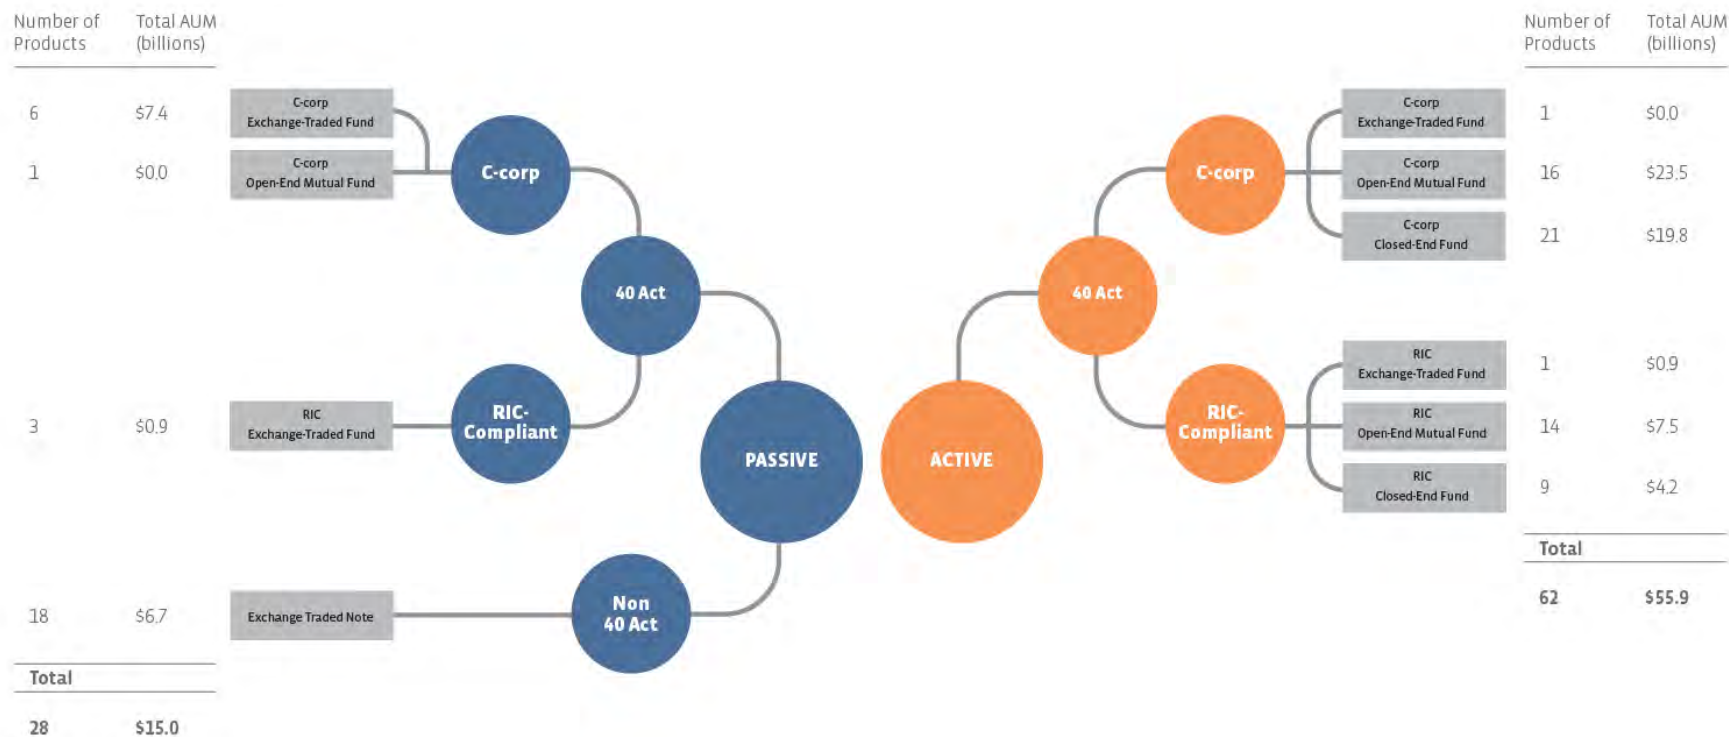 Number of
Products
Total AUM
(billions)
6
$7.4
C-corp
Exchange-Traded Fund
1
$0.0
C-corp
Open-End Mutual Fund
C-corp
40 Act
3
$0.9
RIC
Exchange-Traded Fund
RIC-
Compliant
PASSIVE
18
$6.7
Exchange Traded Note
Non
40 Act
Total
28
$15.0
Number of
Products
Total AUM
(billions)
C-corp
C-corp
Exchange-Traded Fund
1
$0.0
C-corp
Open-End Mutual Fund
16
$23.5
C-corp
Closed-End Fund
21
$19.8
40 Act
ACTIVE
RIC-
Compliant
RIC
Exchange-Traded Fund
1
$0.9
RIC
Open-End Mutual Fund
14
$7.5
RIC
Closed-End Fund
9
$4.2
Total
62
$55.9